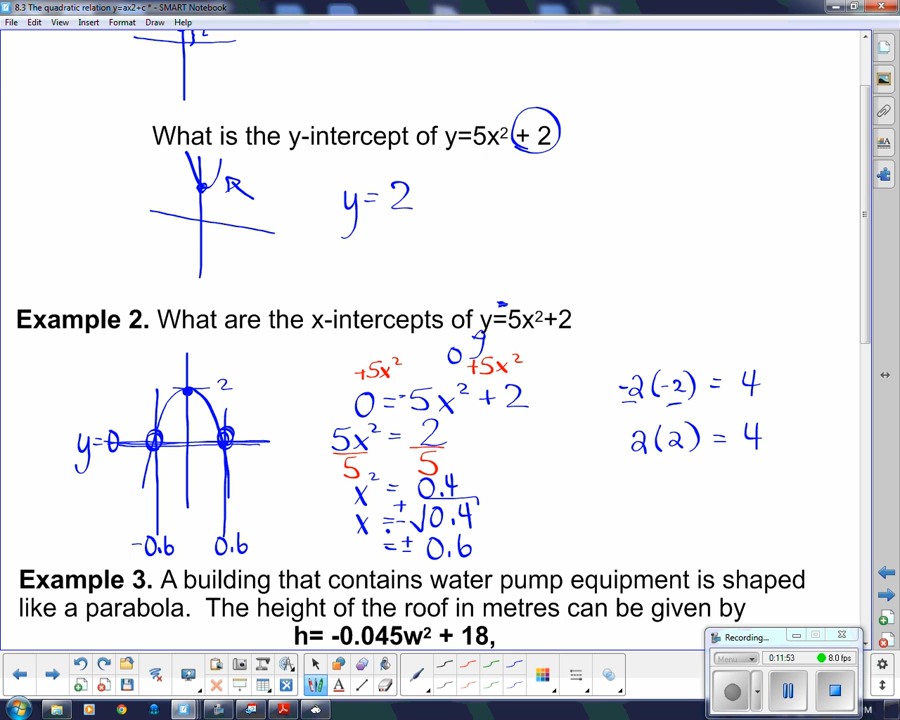 8.3 The quadratic relation y=ax2+c * - SMART Notebook
File Edit View Insert Format Draw Help
What is the y-intercept of y=5x² + 2
y = 2
Example 2. What are the x-intercepts of y=5x²+2
0
+5x² +5x²
0 = -5x² + 2
5x² = 2
5 5
x² = 0.4
x = ±√0.4
= ± 0.6
2
y=0
-0.6 0.6
-2(-2) = 4
2(2) = 4
Example 3. A building that contains water pump equipment is shaped
like a parabola. The height of the roof in metres can be given by
h= -0.045w² + 18,
Recording...
Menu
0:11:53
8.0 fps